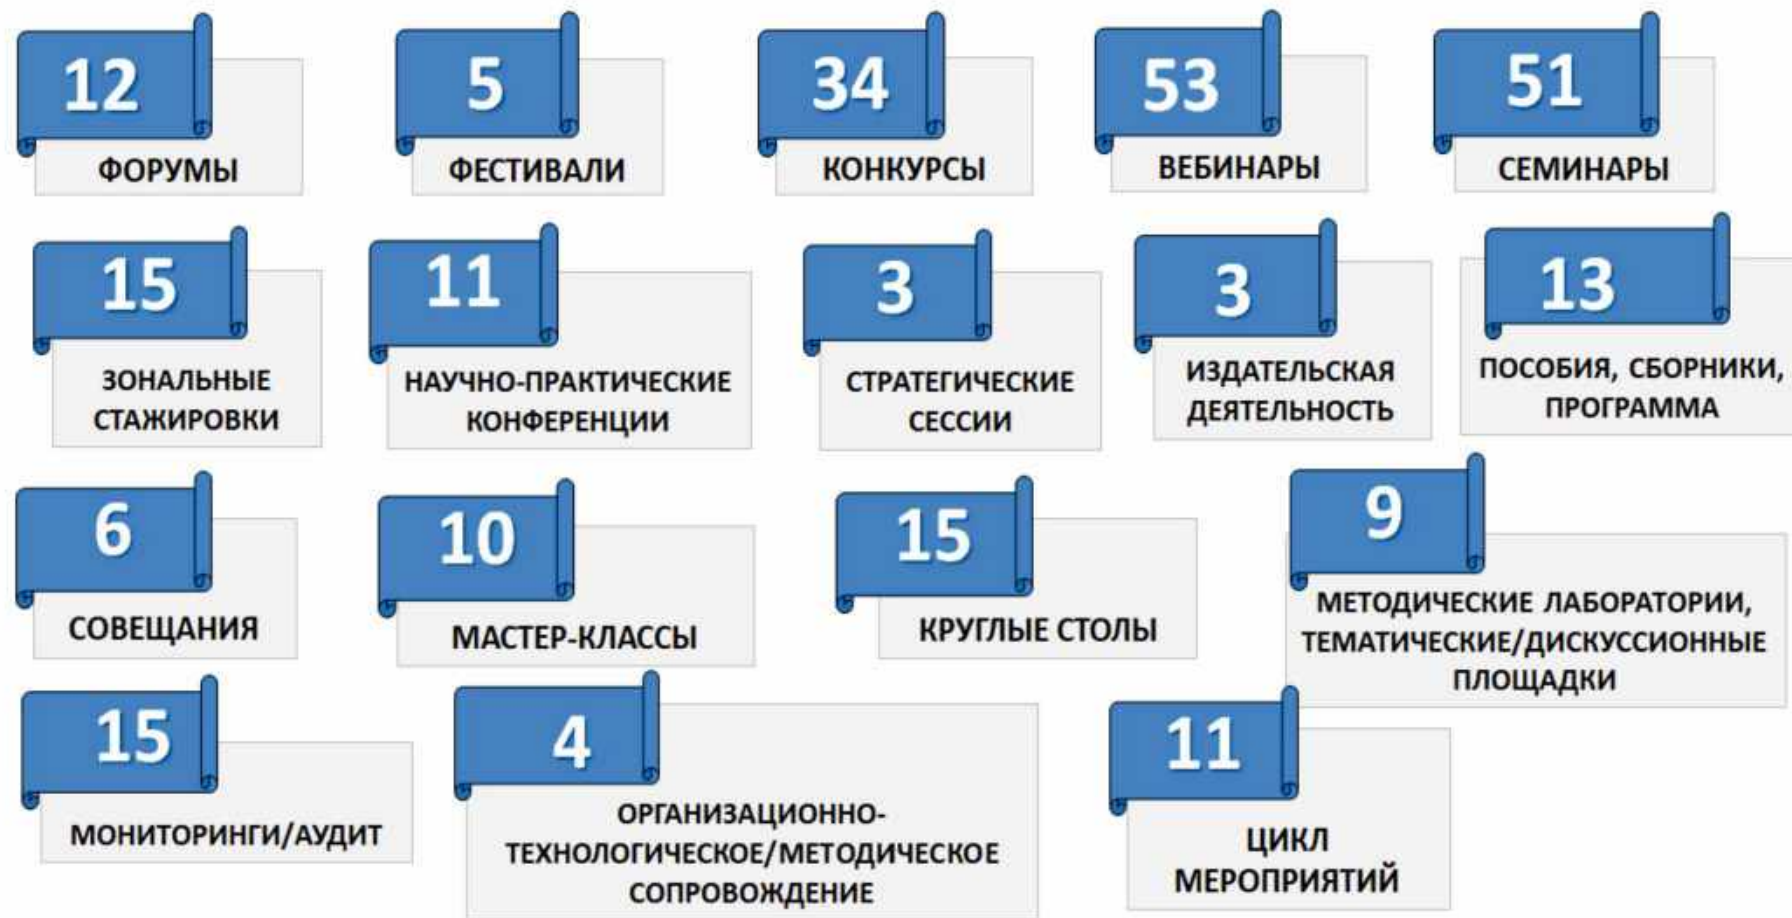 12
ФОРУМЫ
5
ФЕСТИВАЛИ
34
КОНКУРСЫ
53
ВЕБИНАРЫ
51
СЕМИНАРЫ
15
ЗОНАЛЬНЫЕ
СТАЖИРОВКИ
11
НАУЧНО-ПРАКТИЧЕСКИЕ
КОНФЕРЕНЦИИ
3
СТРАТЕГИЧЕСКИЕ
СЕССИИ
3
ИЗДАТЕЛЬСКАЯ
ДЕЯТЕЛЬНОСТЬ
13
ПОСОБИЯ, СБОРНИКИ,
ПРОГРАММА
6
СОВЕЩАНИЯ
10
МАСТЕР-КЛАССЫ
15
КРУГЛЫЕ СТОЛЫ
9
МЕТОДИЧЕСКИЕ ЛАБОРАТОРИИ,
ТЕМАТИЧЕСКИЕ/ДИСКУССИОННЫЕ
ПЛОЩАДКИ
15
МОНИТОРИНГИ/АУДИТ
4
ОРГАНИЗАЦИОННО-
ТЕХНОЛОГИЧЕСКОЕ/МЕТОДИЧЕСКОЕ
СОПРОВОЖДЕНИЕ
11
ЦИКЛ
МЕРОПРИЯТИЙ